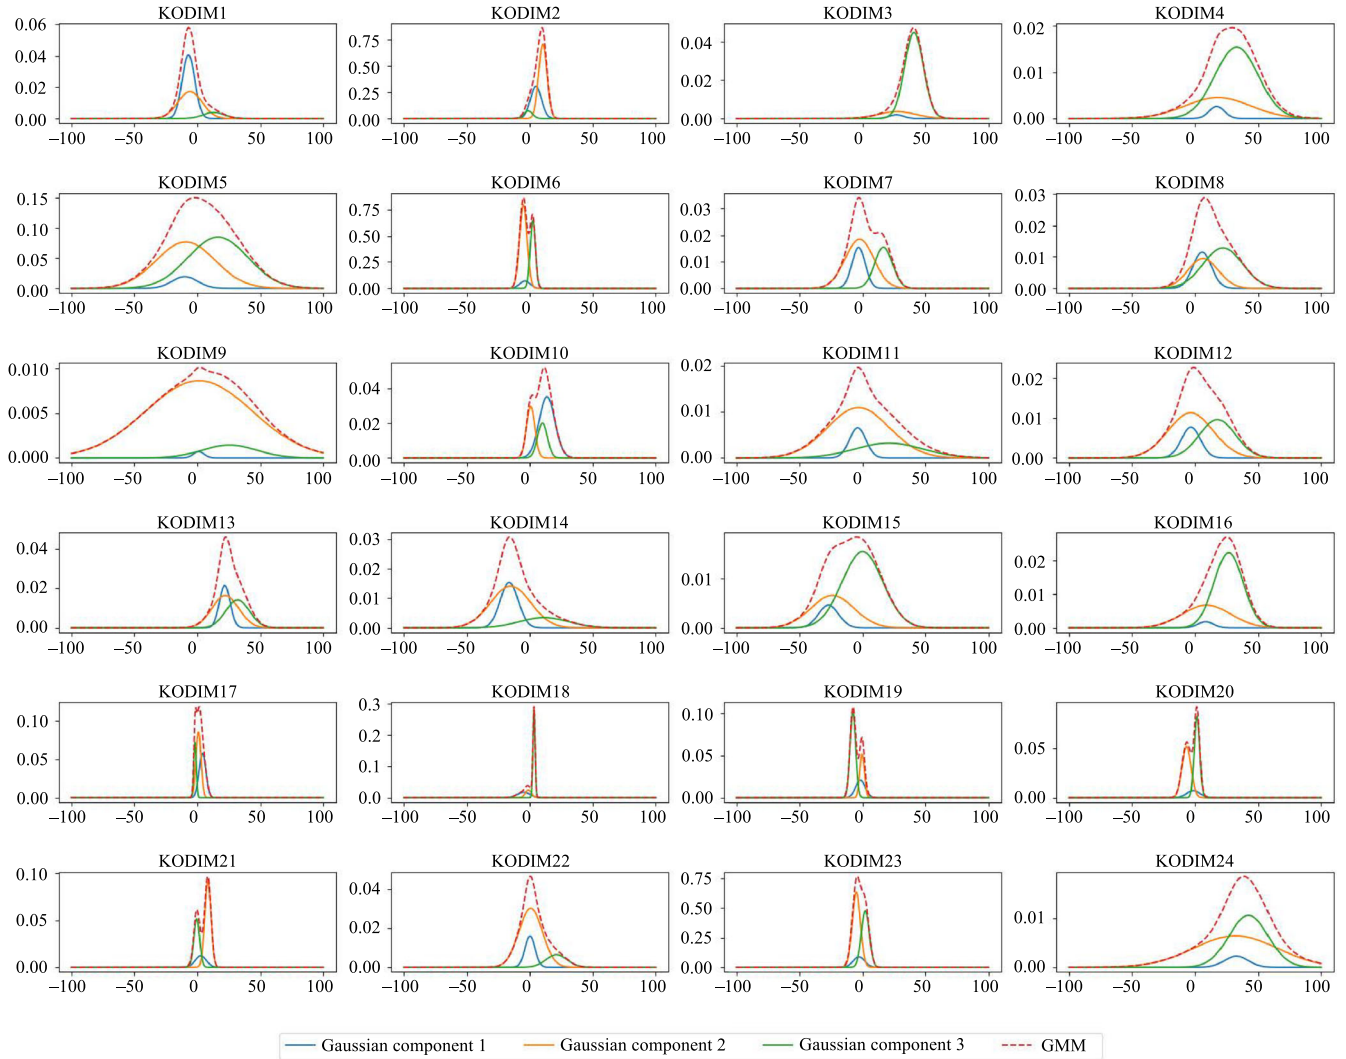 KODIM1 KODIM2 KODIM3 KODIM4
0.06 0.04 0.02 0.00
0.75 0.50 0.25 0.00
0.04 0.02 0.00
0.02 0.01 0.00
−100 −50 0 50 100 −100 −50 0 50 100 −100 −50 0 50 100 −100 −50 0 50 100
KODIM5 KODIM6 KODIM7 KODIM8
0.15 0.10 0.05 0.00
0.75 0.50 0.25 0.00
0.03 0.02 0.01 0.00
0.03 0.02 0.01 0.00
−100 −50 0 50 100 −100 −50 0 50 100 −100 −50 0 50 100 −100 −50 0 50 100
KODIM9 KODIM10 KODIM11 KODIM12
0.010 0.005 0.000
0.04 0.02 0.00
0.02 0.01 0.00
0.02 0.01 0.00
−100 −50 0 50 100 −100 −50 0 50 100 −100 −50 0 50 100 −100 −50 0 50 100
KODIM13 KODIM14 KODIM15 KODIM16
0.04 0.02 0.00
0.03 0.02 0.01 0.00
0.01 0.00
0.02 0.01 0.00
−100 −50 0 50 100 −100 −50 0 50 100 −100 −50 0 50 100 −100 −50 0 50 100
KODIM17 KODIM18 KODIM19 KODIM20
0.10 0.05 0.00
0.3 0.2 0.1 0.0
0.10 0.05 0.00
0.05 0.00
−100 −50 0 50 100 −100 −50 0 50 100 −100 −50 0 50 100 −100 −50 0 50 100
KODIM21 KODIM22 KODIM23 KODIM24
0.10 0.05 0.00
0.04 0.02 0.00
0.75 0.50 0.25 0.00
0.01 0.00
−100 −50 0 50 100 −100 −50 0 50 100 −100 −50 0 50 100 −100 −50 0 50 100
Gaussian component 1 Gaussian component 2 Gaussian component 3 GMM